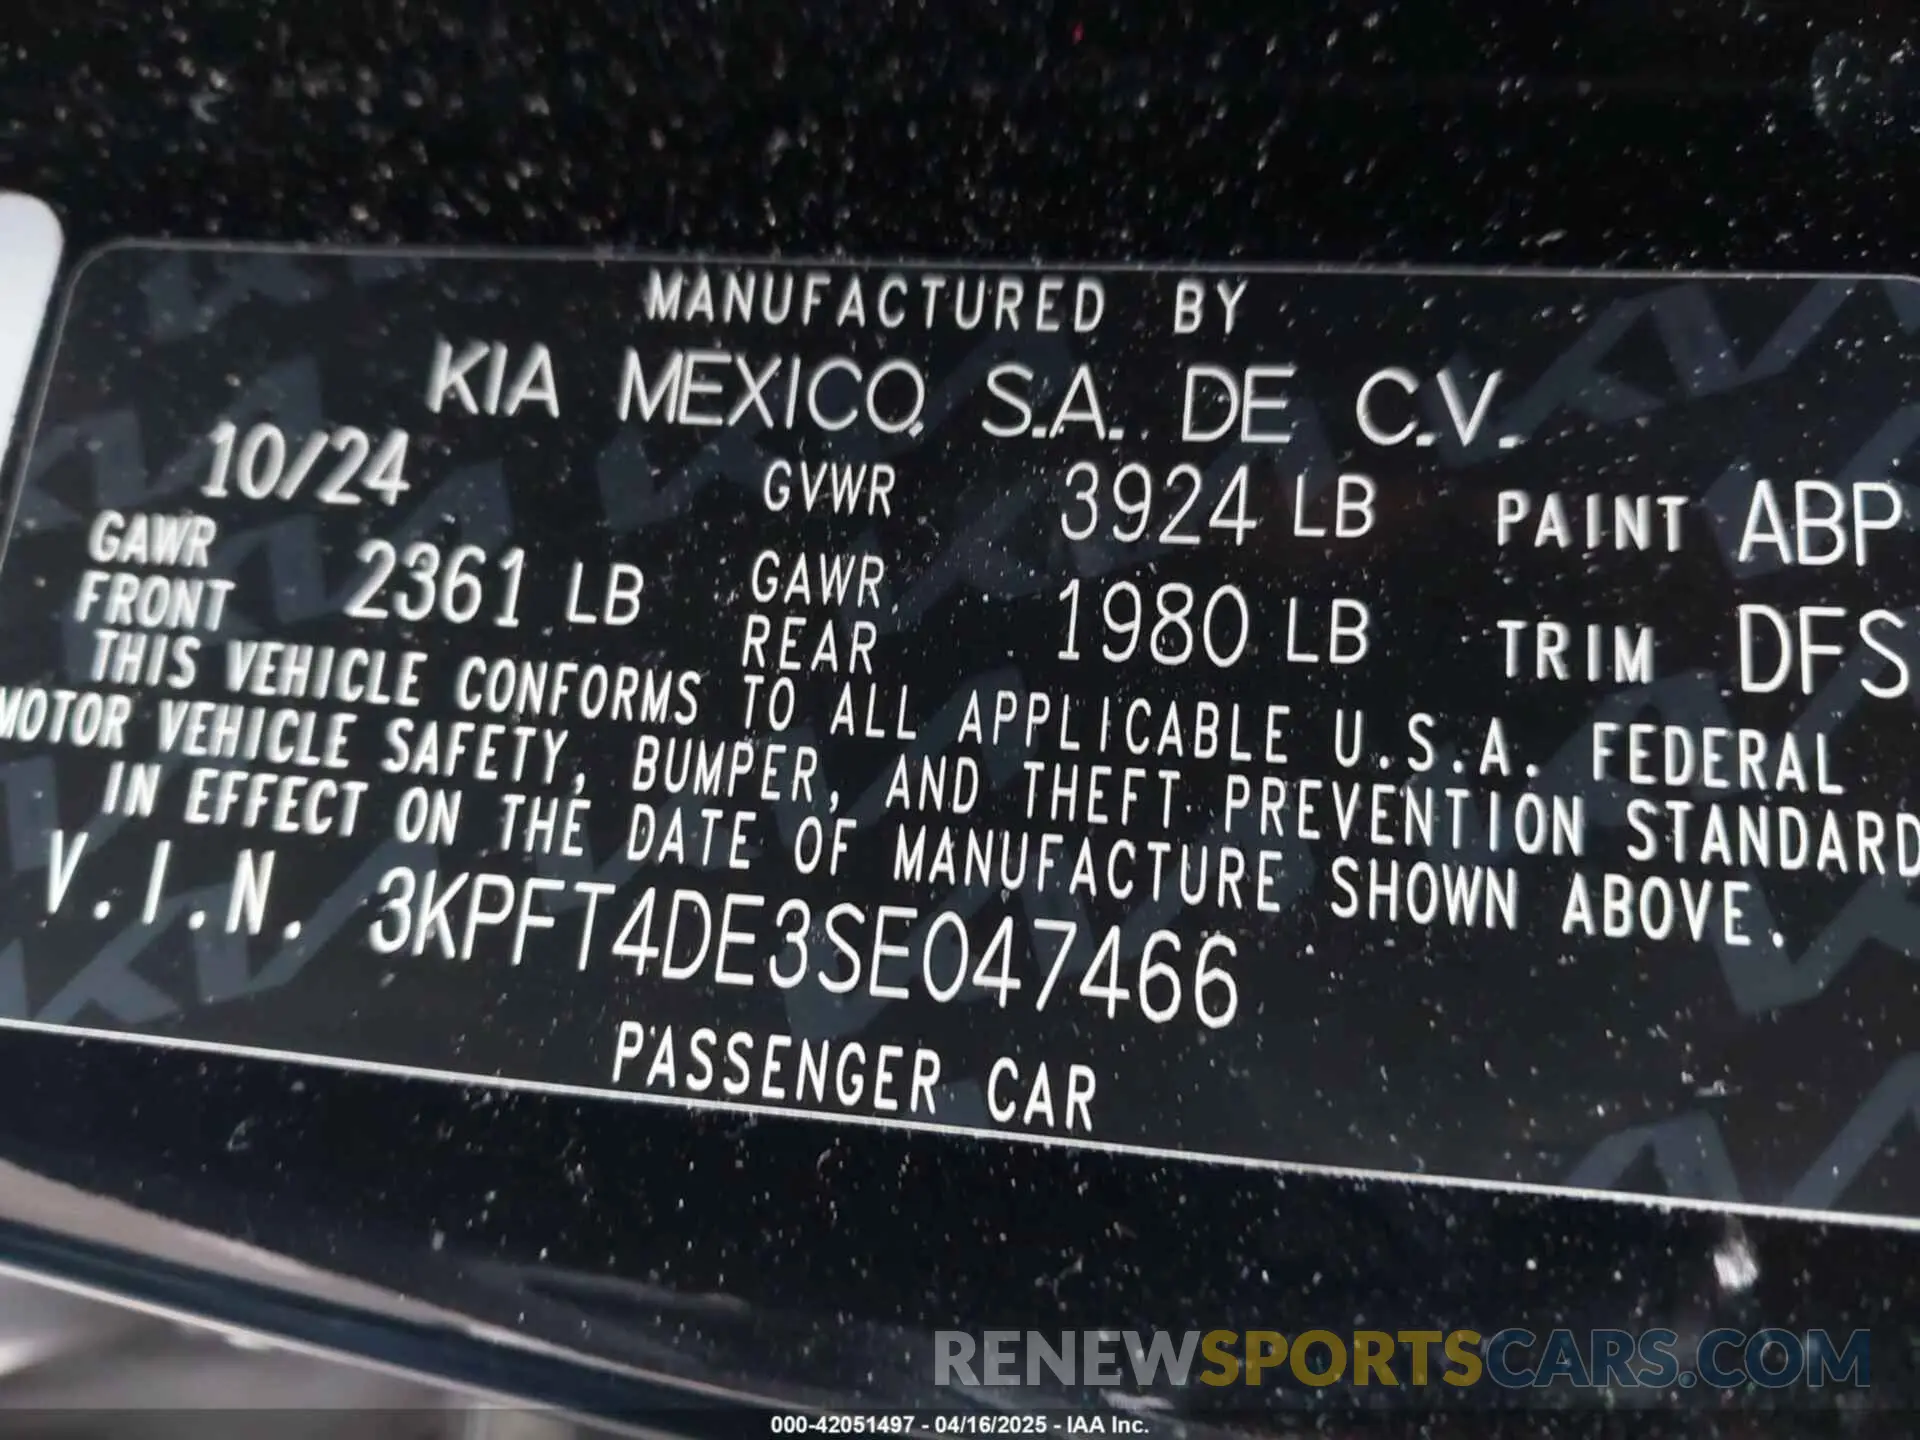 MANUFACTURED BY
KIA MEXICO, S.A. DE C.V.
10/24 GVWR 3924 LB PAINT ABP
GAWR FRONT 2361 LB GAWR REAR 1980 LB TRIM DFS
THIS VEHICLE CONFORMS TO ALL APPLICABLE U.S.A. FEDERAL
MOTOR VEHICLE SAFETY, BUMPER, AND THEFT PREVENTION STANDARD
IN EFFECT ON THE DATE OF MANUFACTURE SHOWN ABOVE.
V.I.N. 3KPFT4DE3SE047466
PASSENGER CAR
RENEWSPORTSCARS.COM
000-42051497 - 04/16/2025 - IAA Inc.